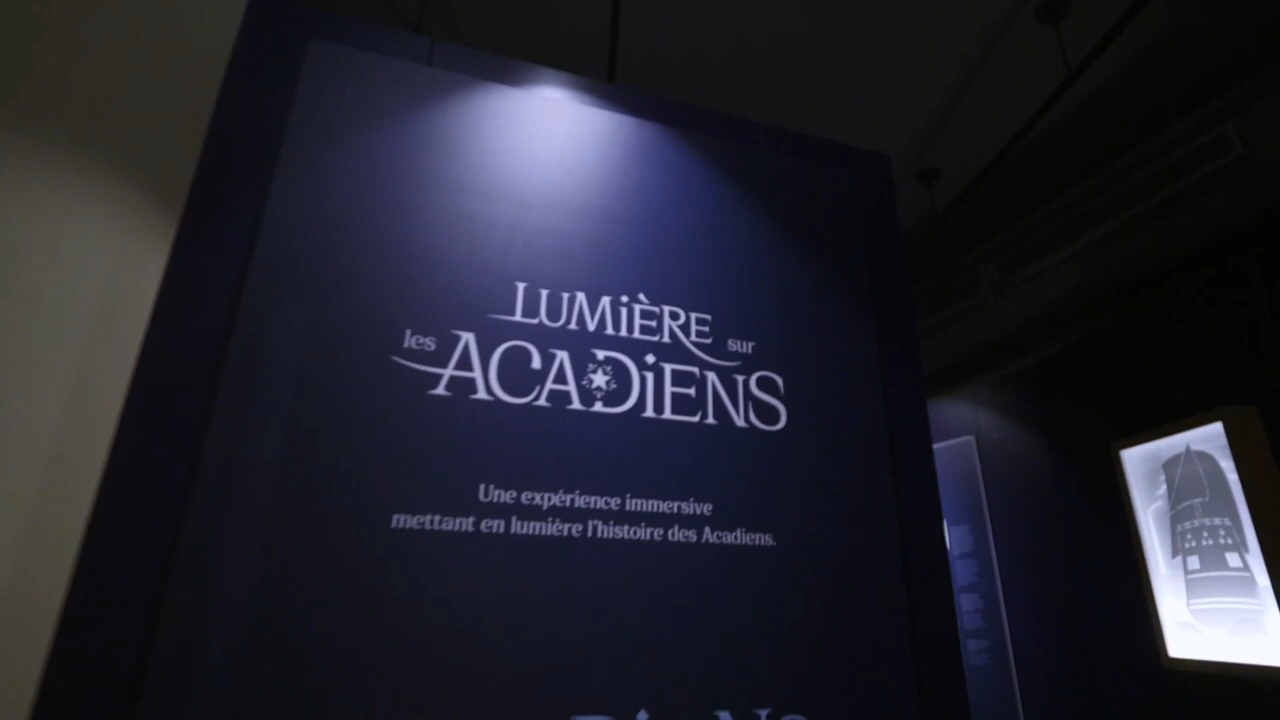 LUMIÈRE sur
les ACADIENS
Une expérience immersive
mettant en lumière l'histoire des Acadiens.